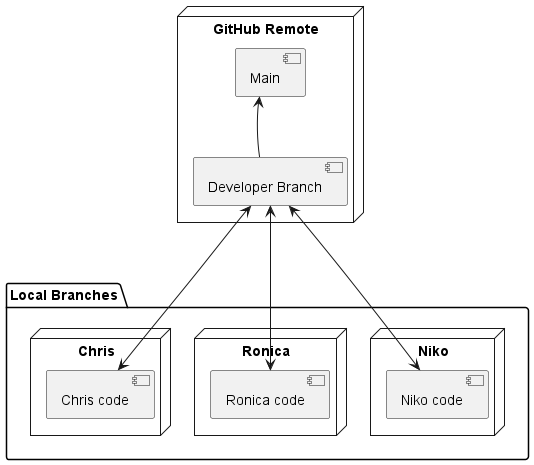 GitHub Remote
Main
Developer Branch
Local Branches
Chris
Ronica
Niko
Chris code
Ronica code
Niko code